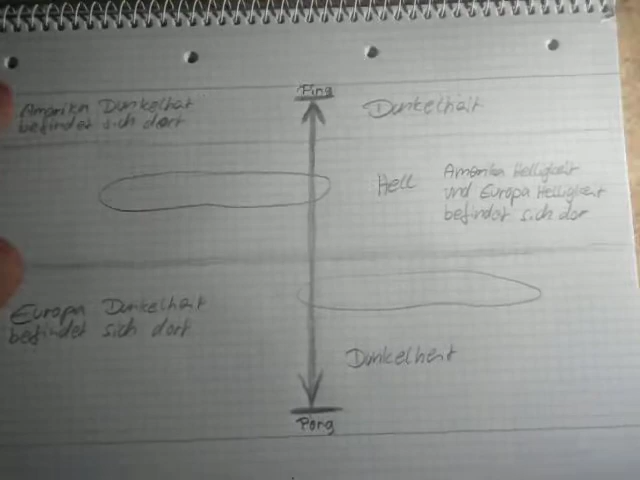 Ping
Amerika Dunkelheit
befindet sich dort
Dunkelheit
Hell
Amerika Helligkeit
und Europa Helligkeit
befindet sich dor
Europa Dunkelheit
befindet sich dort
Dunkelheit
Pong